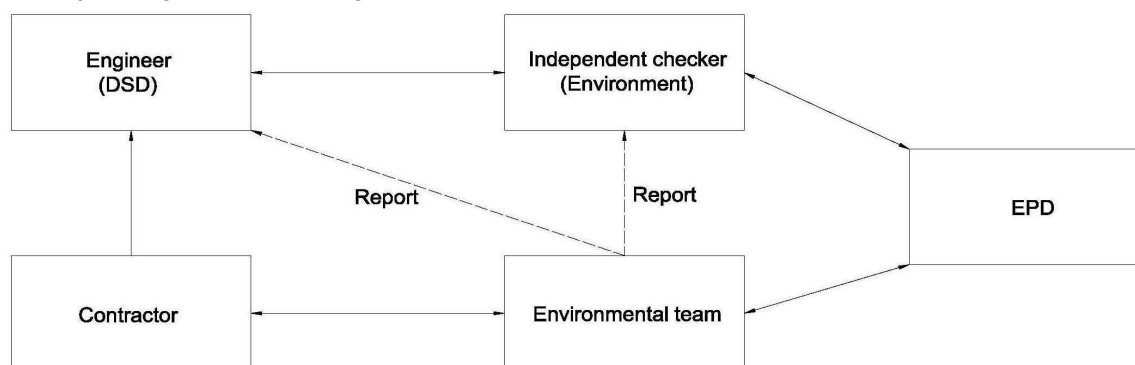 Engineer
(DSD)
Independent checker
(Environment)
EPD
Report
Report
Contractor
Environmental team